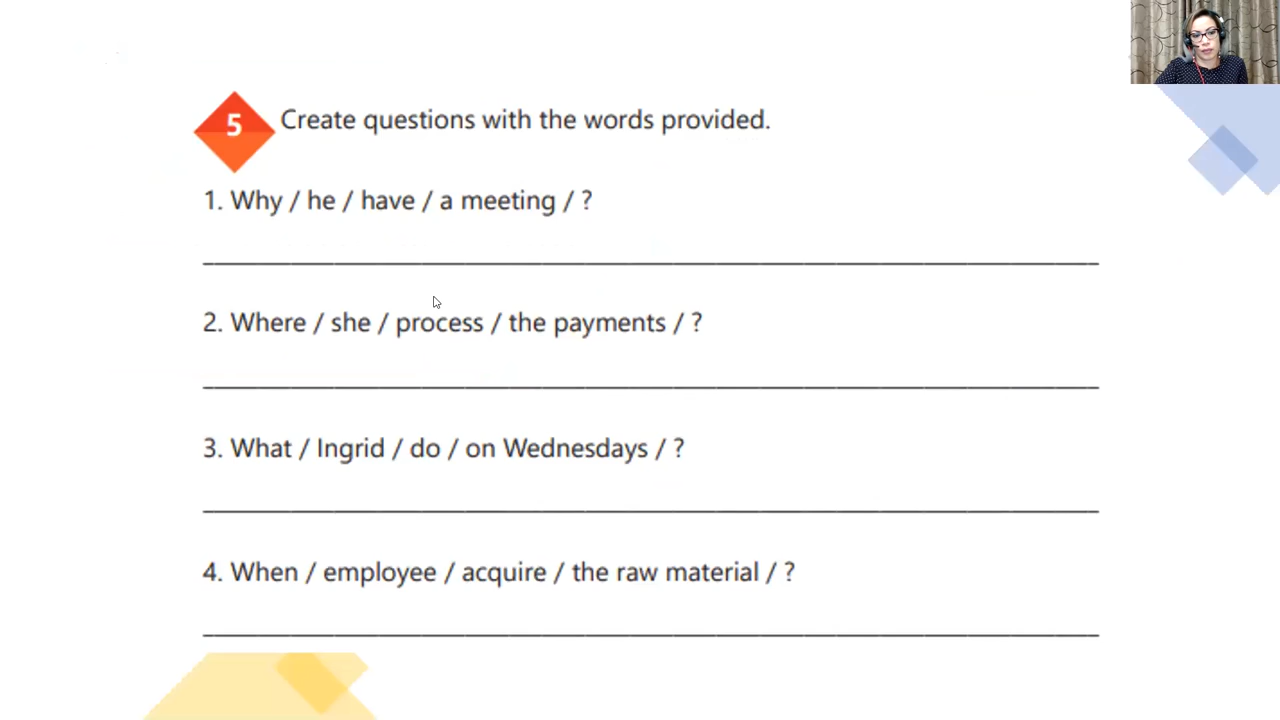 5 Create questions with the words provided.
1. Why / he / have / a meeting / ?
2. Where / she / process / the payments / ?
3. What / Ingrid / do / on Wednesdays / ?
4. When / employee / acquire / the raw material / ?